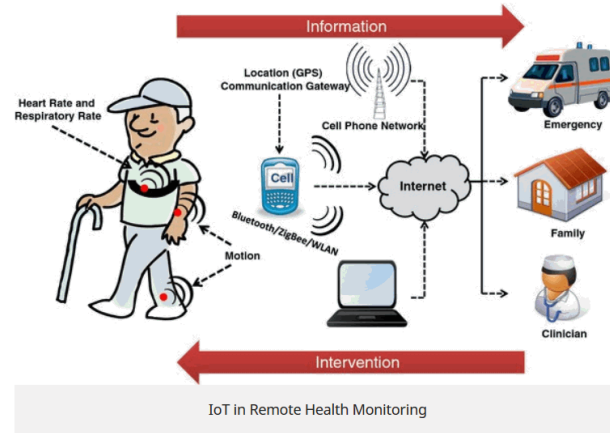 Information
Location (GPS)
Communication Gateway
Heart Rate and
Respiratory Rate
Cell Phone Network
Emergency
Cell
Internet
Bluetooth/ZigBee/WLAN
Family
Motion
Clinician
Intervention
IoT in Remote Health Monitoring